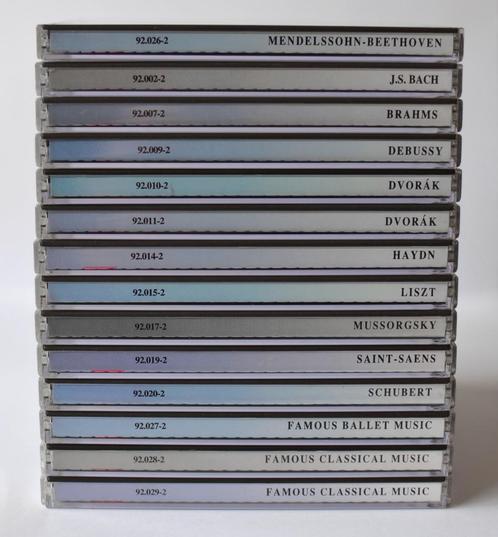 92.026-2 MENDELSSOHN-BEETHOVEN
92.002-2 J.S. BACH
92.007-2 BRAHMS
92.009-2 DEBUSSY
92.010-2 DVORÁK
92.011-2 DVORÁK
92.014-2 HAYDN
92.015-2 LISZT
92.017-2 MUSSORGSKY
92.019-2 SAINT-SAENS
92.020-2 SCHUBERT
92.027-2 FAMOUS BALLET MUSIC
92.028-2 FAMOUS CLASSICAL MUSIC
92.029-2 FAMOUS CLASSICAL MUSIC